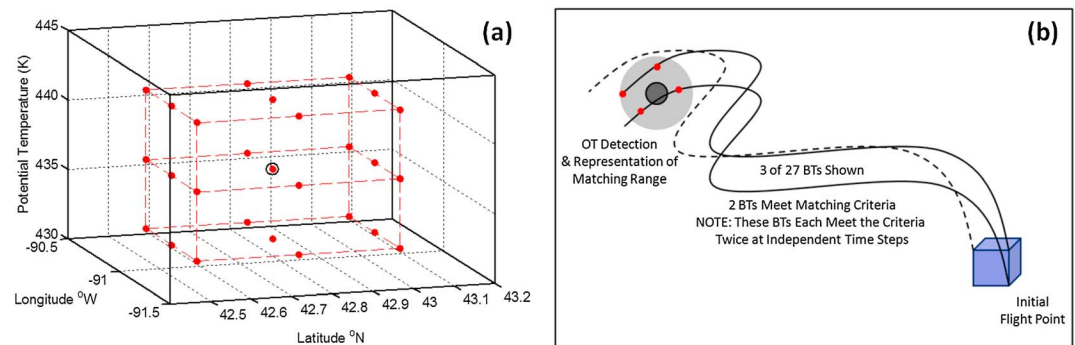 (a)
Potential Temperature (K)
445
440
435
430
-90.5
-91
-91.5
Longitude °W
42.5
42.6
42.7
42.8
42.9
43
43.1
43.2
Latitude °N
(b)
OT Detection
& Representation of
Matching Range
3 of 27 BTs Shown
2 BTs Meet Matching Criteria
NOTE: These BTs Each Meet the Criteria
Twice at Independent Time Steps
Initial
Flight Point